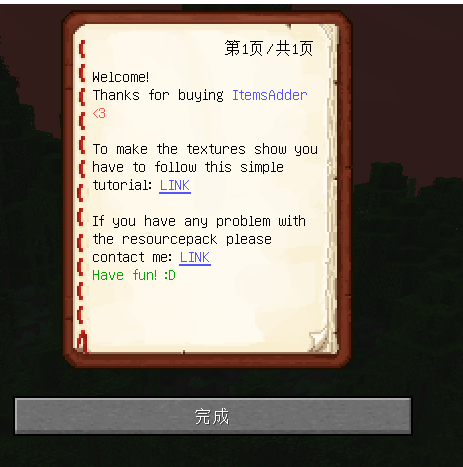 第1页/共1页
Welcome!
Thanks for buying ItemsAdder
<3
To make the textures show you
have to follow this simple
tutorial: LINK
If you have any problem with
the resourcepack please
contact me: LINK
Have fun! :D
完成